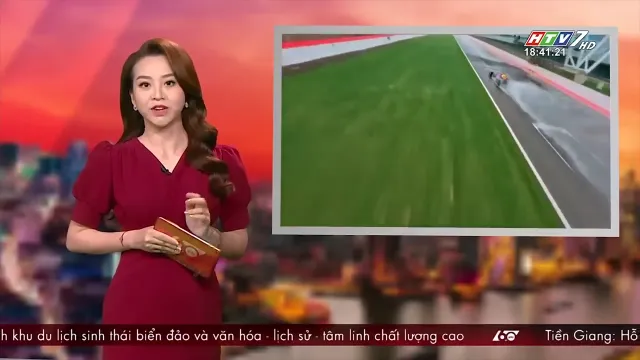 HTV7 HD
18:41:21
h khu du lịch sinh thái biển đảo và văn hóa - lịch sử - tâm linh chất lượng cao 60 Tiền Giang: Hỗ